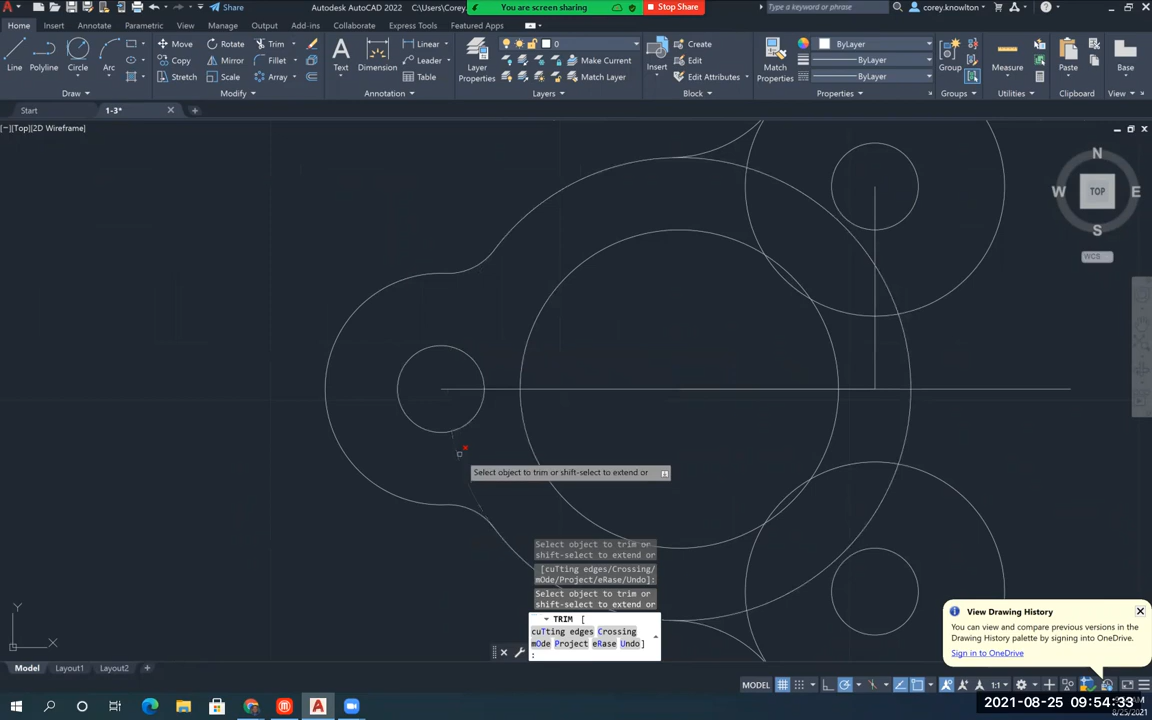 Autodesk AutoCAD 2022 C:\Users\Corey.
You are screen sharing
Stop Share
Type a keyword or phrase
corey.knowlton
Share
Home Insert Annotate Parametric View Manage Output Add-ins Collaborate Express Tools Featured Apps
Line Polyline Circle Arc
Move Rotate Trim
Copy Mirror Fillet
Stretch Scale Array
Text Dimension
Linear
Leader
Table
Layer Properties
0
Make Current
Match Layer
Insert
Create
Edit
Edit Attributes
Match Properties
ByLayer
ByLayer
ByLayer
Group Measure Paste Base
Draw Modify Annotation Layers Block Properties Groups Utilities Clipboard View
Start 1-3*
[−][Top][2D Wireframe]
N
W TOP E
S
WCS
Select object to trim or shift-select to extend or
Select object to trim or
shift-select to extend or
[cuTting edges/Crossing/
mOde/Project/eRase/Undo]:
Select object to trim or
shift-select to extend or
TRIM [
cuTting edges Crossing
mOde Project eRase Undo]
:
View Drawing History
You can view and compare previous versions in the
Drawing History palette by signing into OneDrive.
Sign in to OneDrive
Y
X
Model Layout1 Layout2 +
MODEL 1:1
2021-08-25 09:54:33